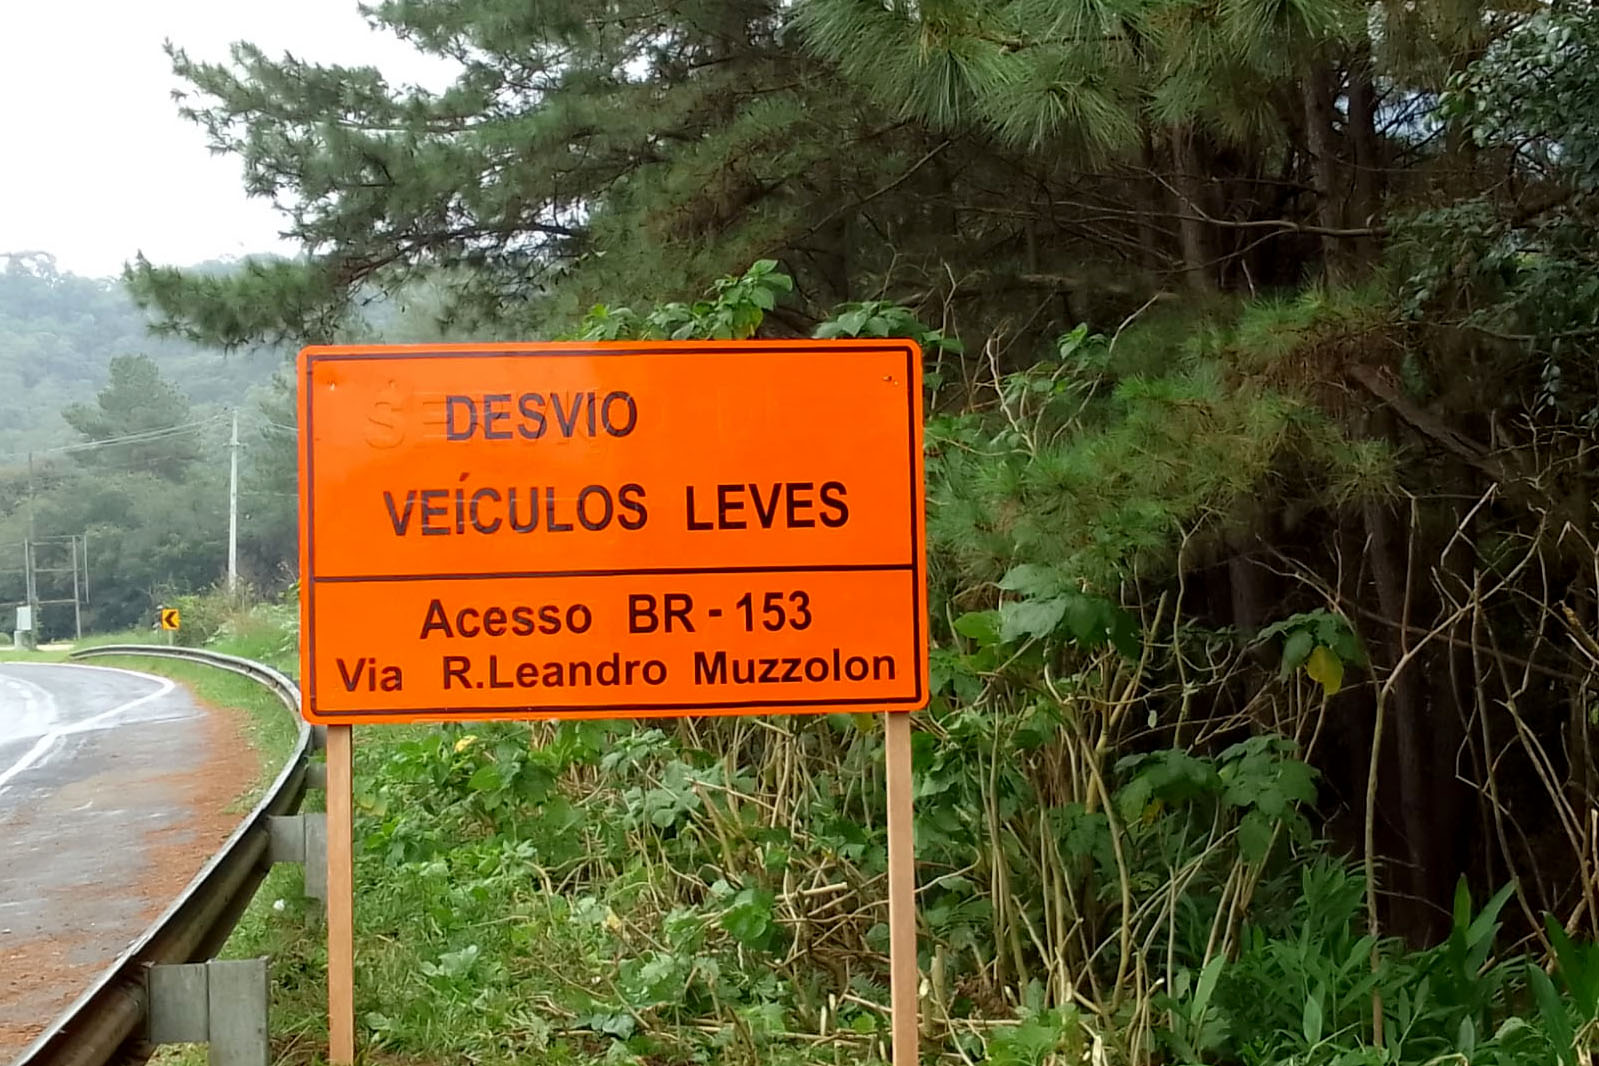 DESVIO
VEÍCULOS LEVES
Acesso BR-153
Via R.Leandro Muzzolon